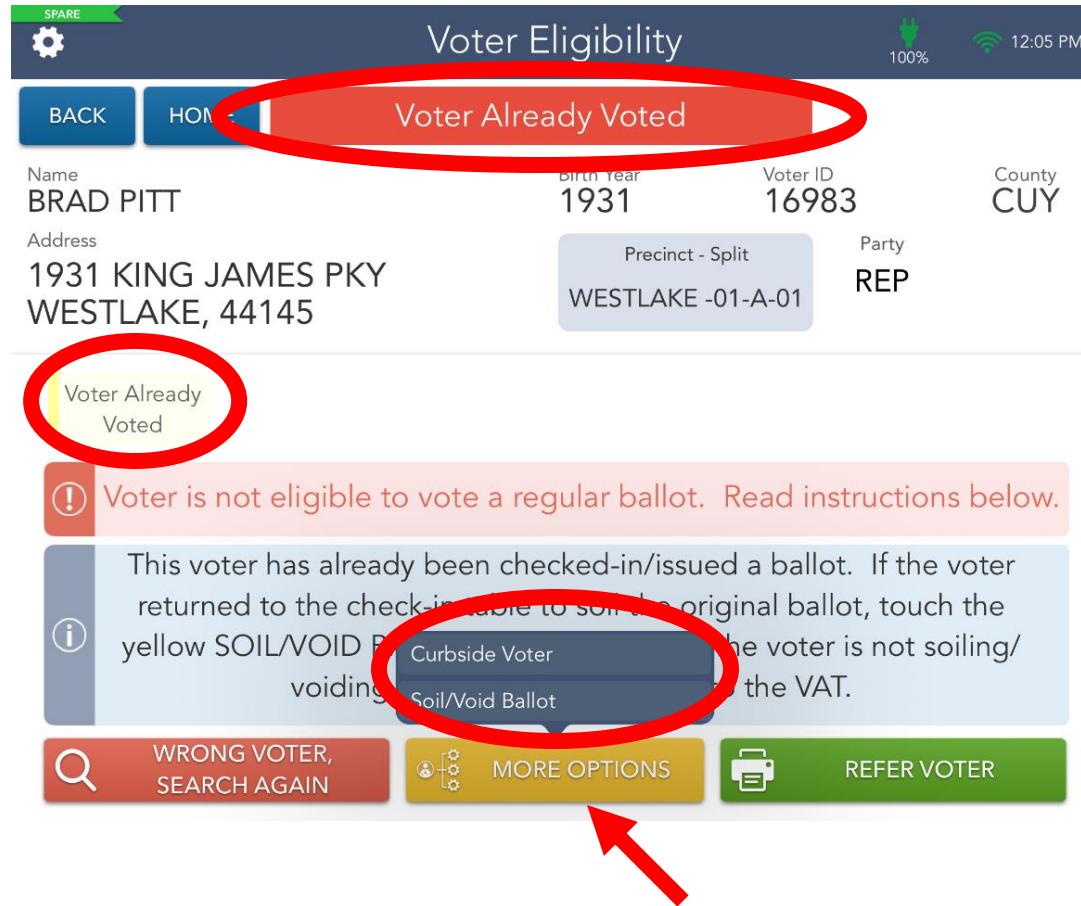 SPARE
Voter Eligibility
100%
12:05 PM
BACK
HOME
Voter Already Voted
Name
BRAD PITT
Birth Year
1931
Voter ID
16983
County
CUY
Address
1931 KING JAMES PKY
WESTLAKE, 44145
Precinct - Split
WESTLAKE -01-A-01
Party
REP
Voter Already
Voted
Voter is not eligible to vote a regular ballot. Read instructions below.
This voter has already been checked-in/issued a ballot. If the voter
returned to the check-in table to soil the original ballot, touch the
yellow SOIL/VOID he voter is not soiling/
voiding the VAT.
Curbside Voter
Soil/Void Ballot
WRONG VOTER,
SEARCH AGAIN
MORE OPTIONS
REFER VOTER